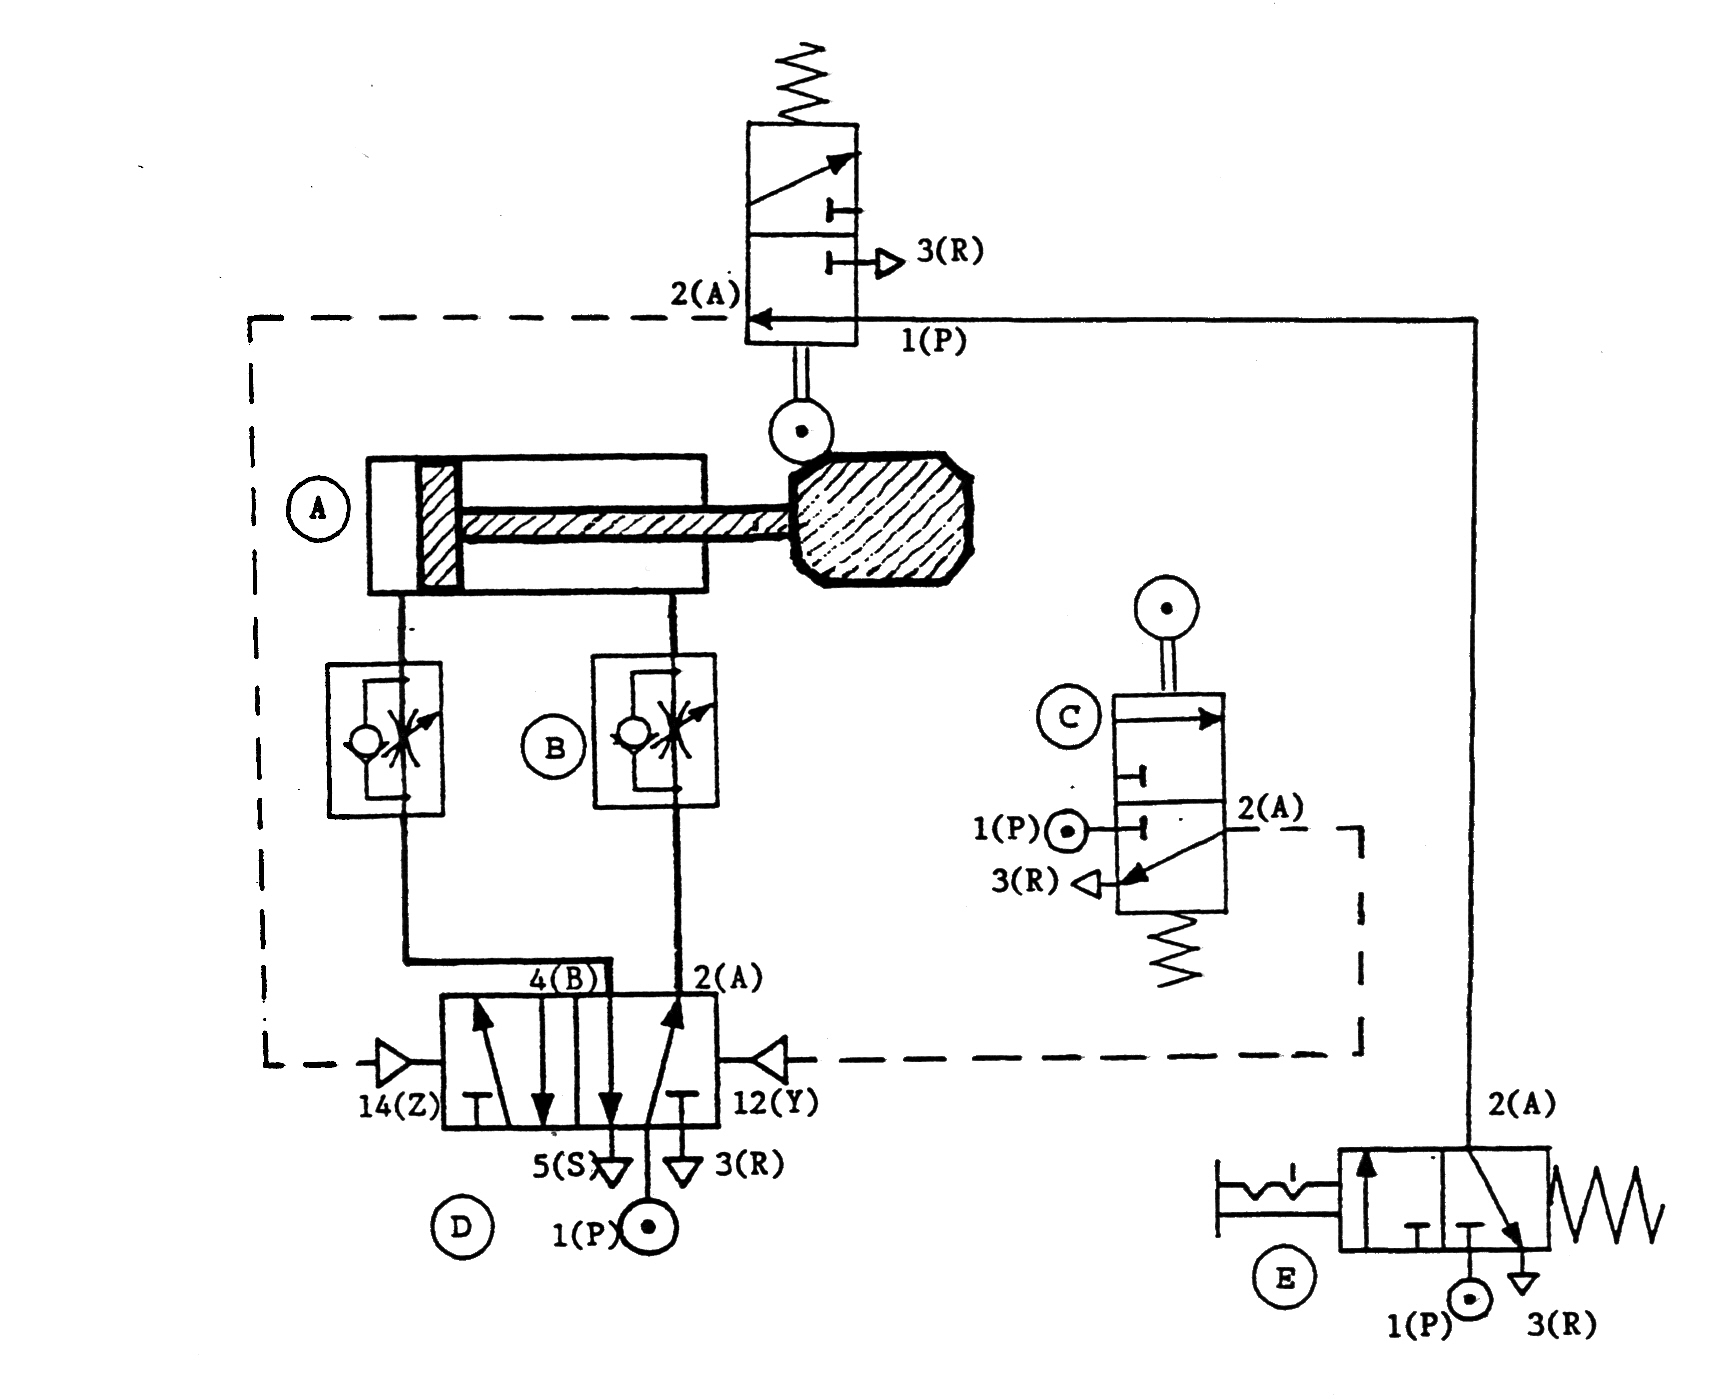 3(R)
2(A)
1(P)
A
C
B
2(A)
1(P)
3(R)
4(B) 2(A)
14(Z) 12(Y)
2(A)
5(S) 3(R)
D 1(P)
E
1(P) 3(R)